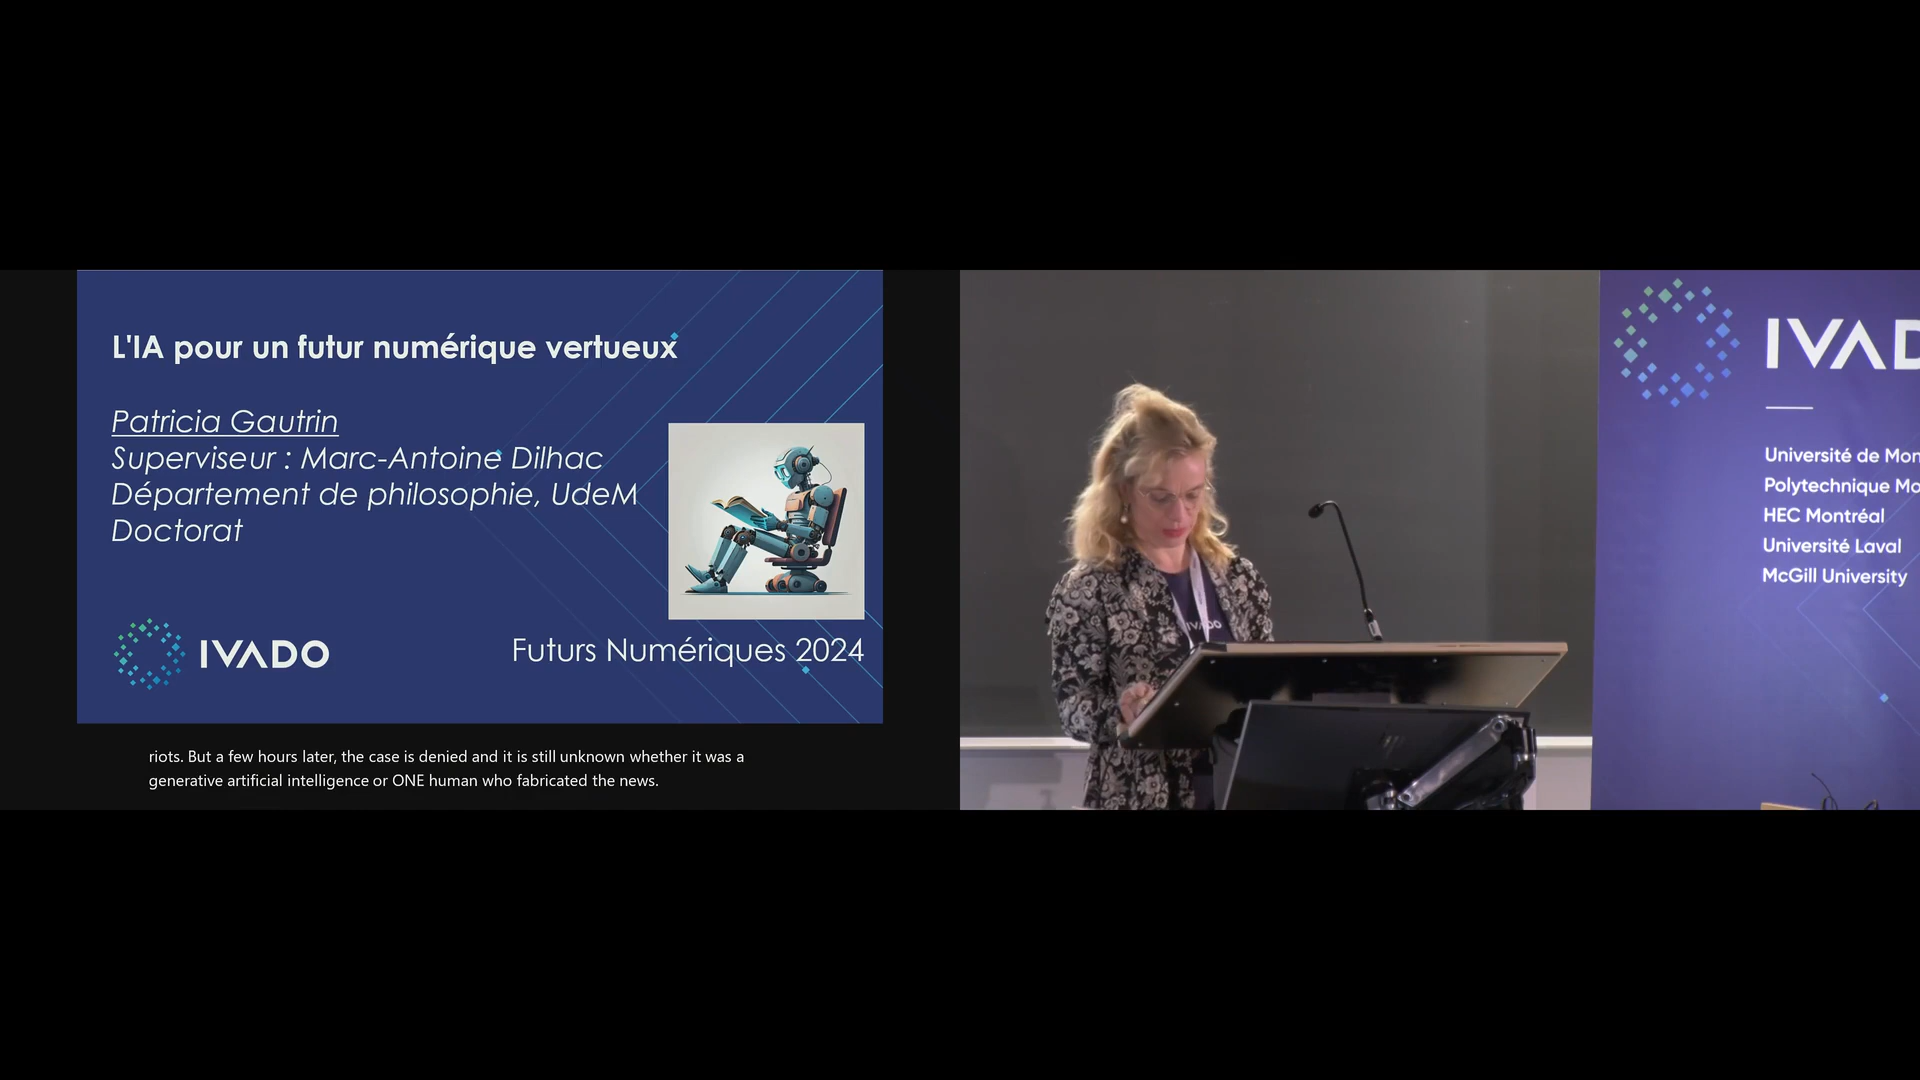 L'IA pour un futur numérique vertueux
Patricia Gautrin
Superviseur : Marc-Antoine Dilhac
Département de philosophie, UdeM
Doctorat
IVADO
Futurs Numériques 2024
riots. But a few hours later, the case is denied and it is still unknown whether it was a
generative artificial intelligence or ONE human who fabricated the news.
IVADO
IVAD
Université de Mon
Polytechnique Mo
HEC Montréal
Université Laval
McGill University